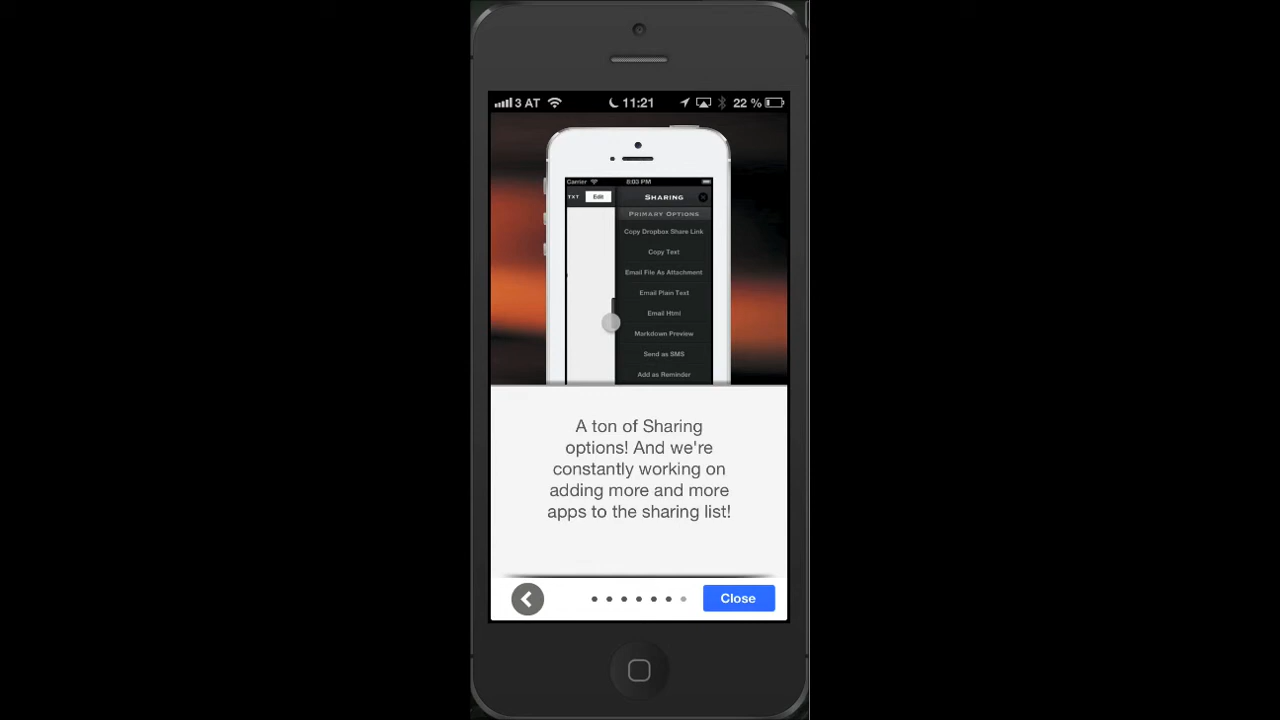 3 AT 11:21 22 %
Carrier 8:03 PM
TXT Edit SHARING
PRIMARY OPTIONS
Copy Dropbox Share Link
Copy Text
Email File As Attachment
Email Plain Text
Email Html
Markdown Preview
Send as SMS
Add as Reminder
A ton of Sharing
options! And we're
constantly working on
adding more and more
apps to the sharing list!
Close